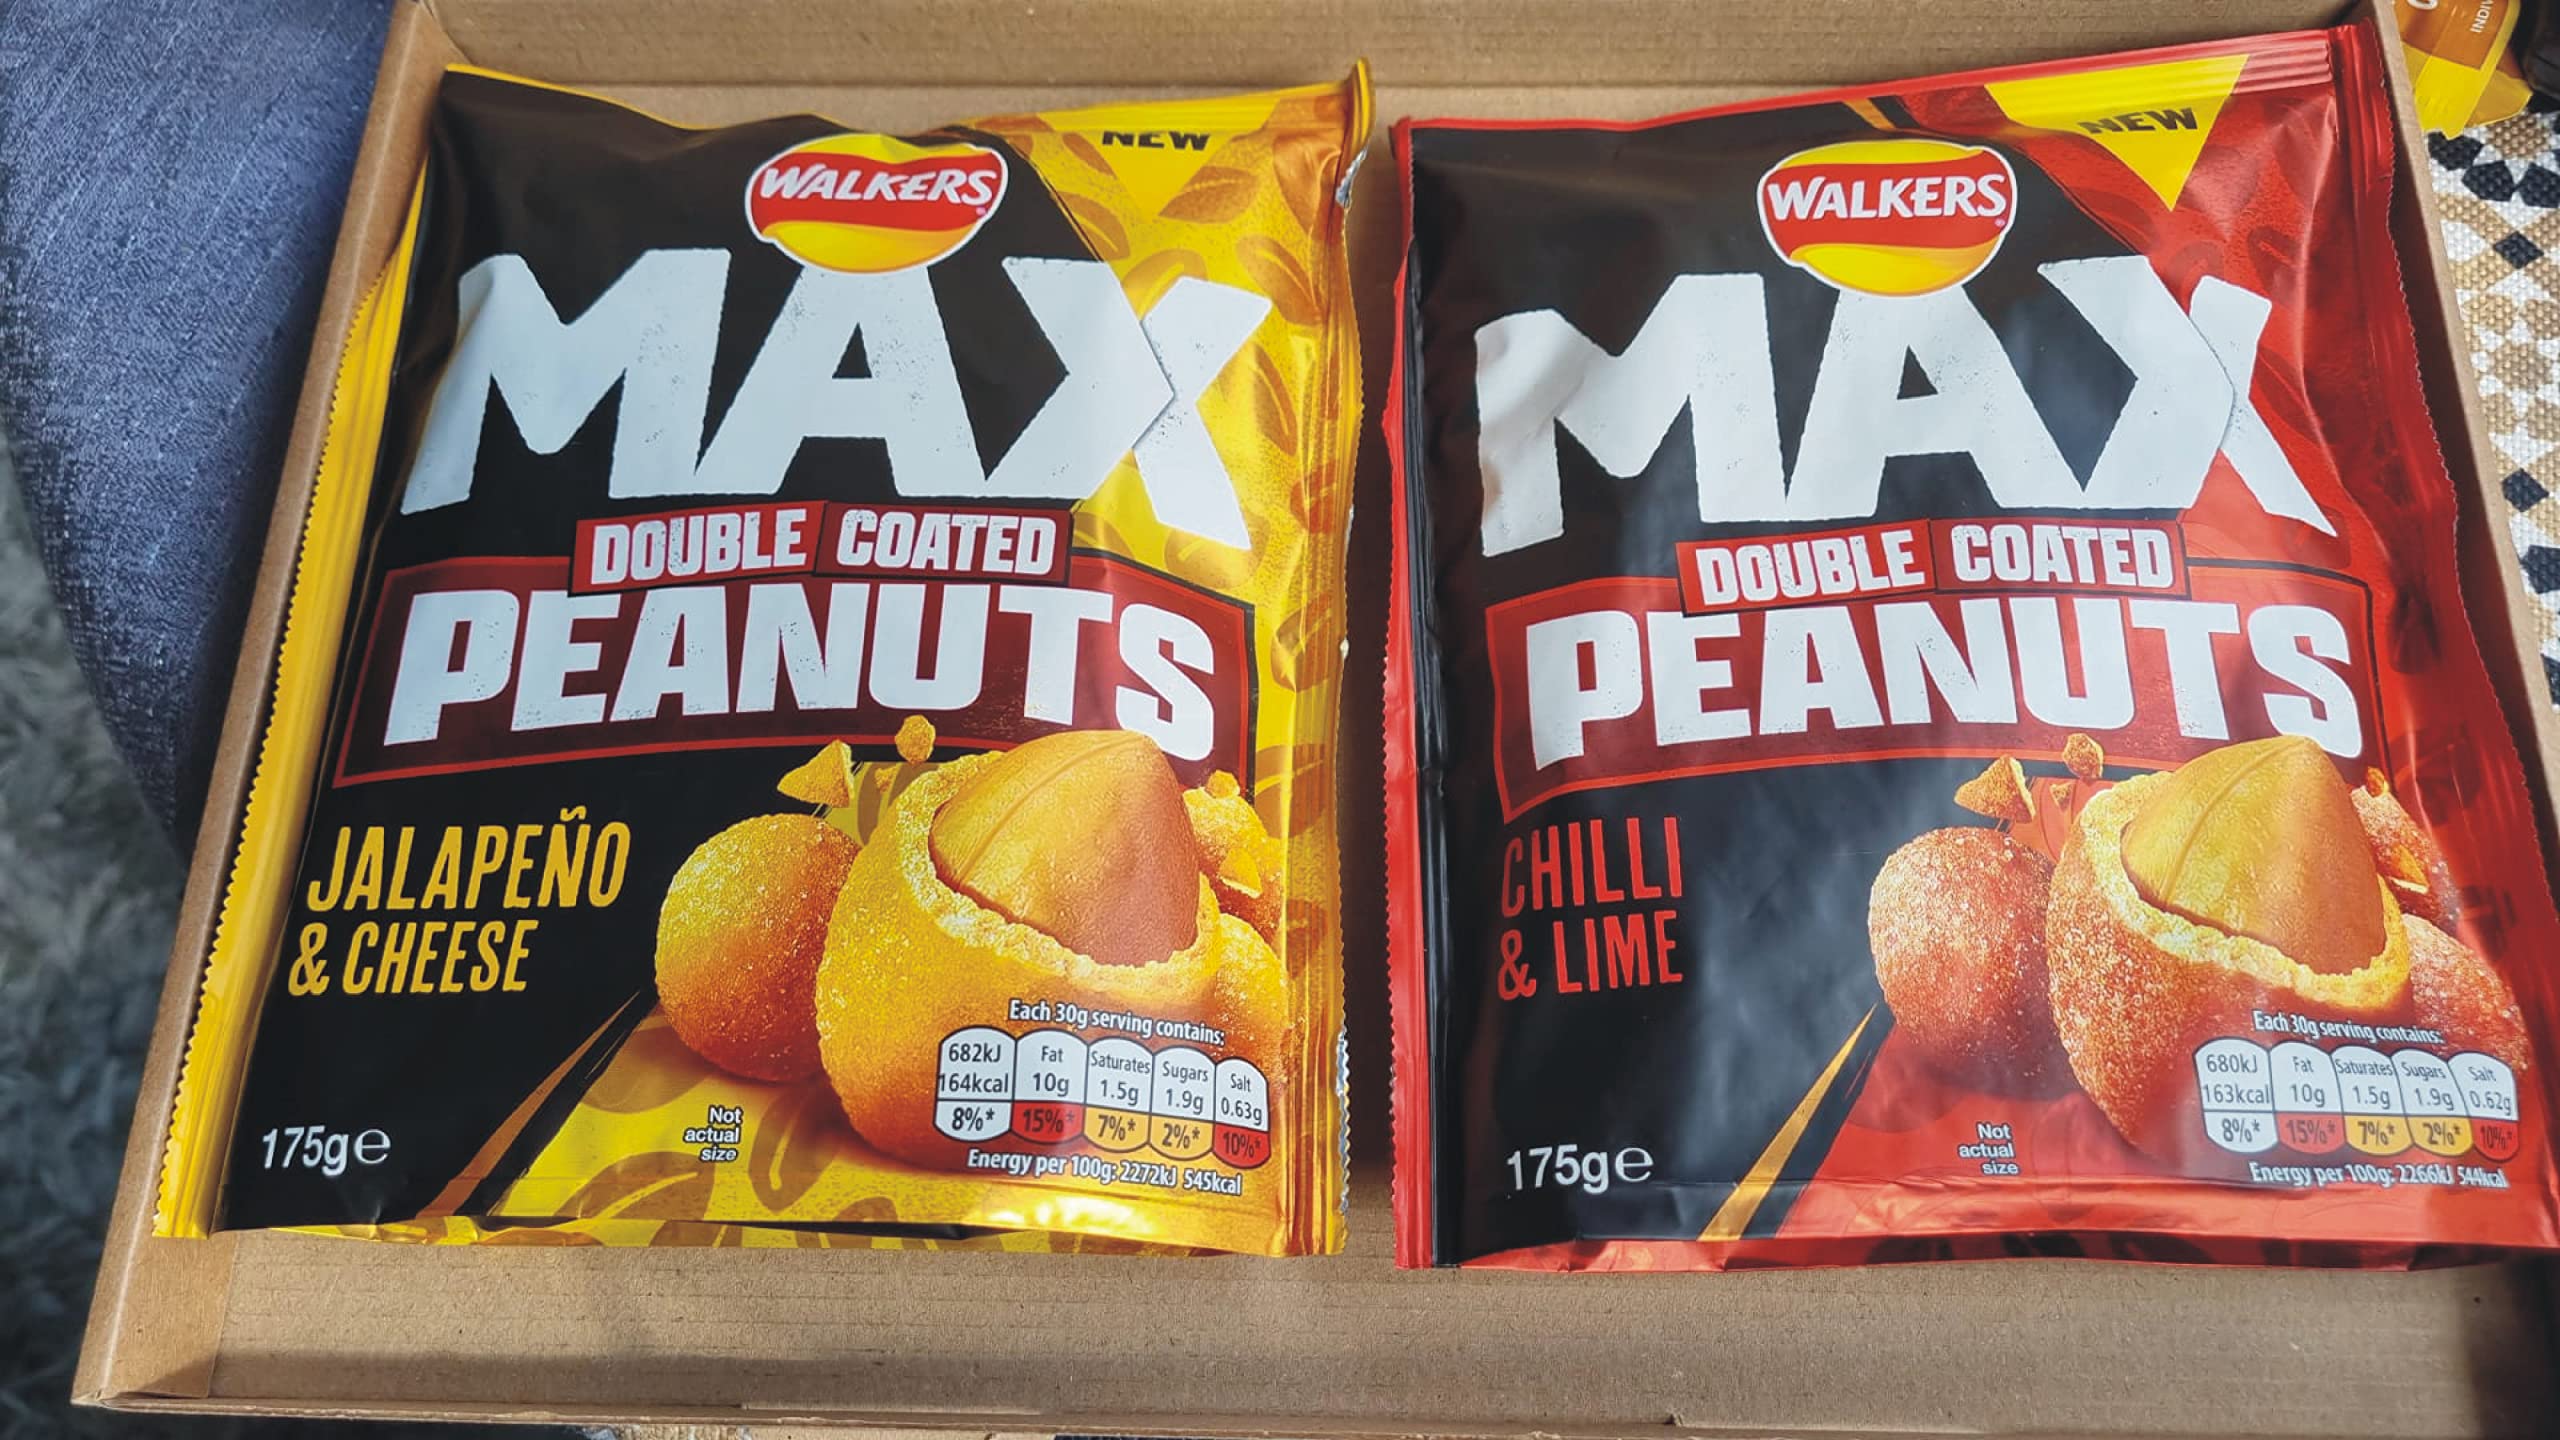 NEW
WALKERS
MAX
DOUBLE COATED
PEANUTS
JALAPEÑO
& CHEESE
Each 30g serving contains:
682kJ
164kcal
8%*
Fat
10g
15%*
Saturates
1.5g
7%*
Sugars
1.9g
2%*
Salt
0.63g
10%*
Energy per 100g: 2272kJ 545kcal
Not
actual
size
175g℮
NEW
WALKERS
MAX
DOUBLE COATED
PEANUTS
CHILLI
& LIME
Each 30g serving contains:
680kJ
163kcal
8%*
Fat
10g
15%*
Saturates
1.5g
7%*
Sugars
1.9g
2%*
Salt
0.62g
10%*
Energy per 100g: 2266kJ 544kcal
Not
actual
size
175g℮